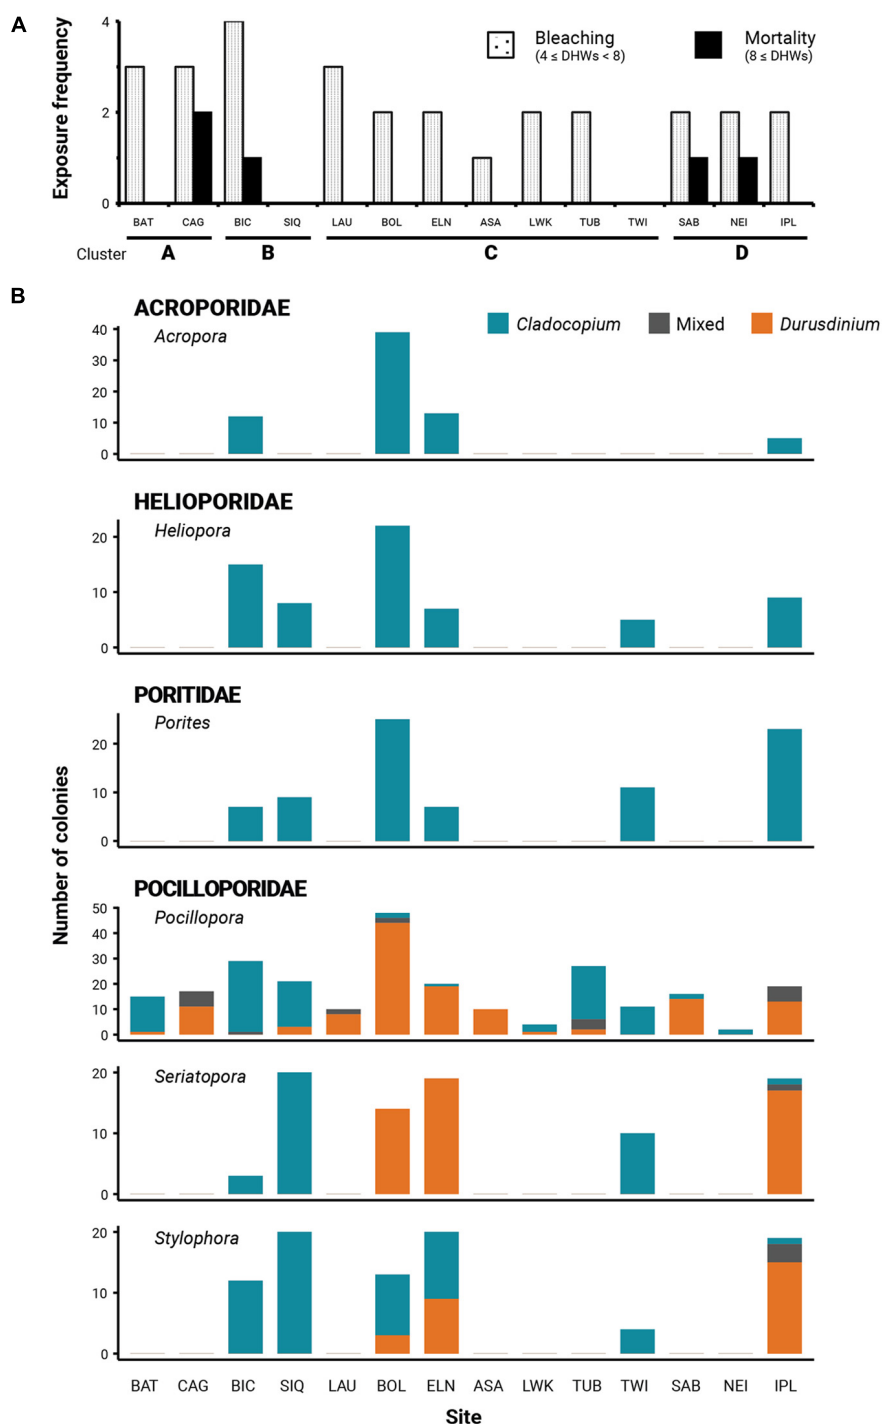 A
Exposure frequency
4
2
0
Bleaching
(4 ≤ DHWs < 8)
Mortality
(8 ≤ DHWs)
BAT CAG BIC SIQ LAU BOL ELN ASA LWK TUB TWI SAB NEI IPL
Cluster A B C D
B
Number of colonies
ACROPORIDAE
Acropora
Cladocopium Mixed Durusdinium
40
30
20
10
0
HELIOPORIDAE
Heliopora
20
10
0
PORITIDAE
Porites
20
10
0
POCILLOPORIDAE
Pocillopora
50
40
30
20
10
0
Seriatopora
20
10
0
Stylophora
20
10
0
BAT CAG BIC SIQ LAU BOL ELN ASA LWK TUB TWI SAB NEI IPL
Site